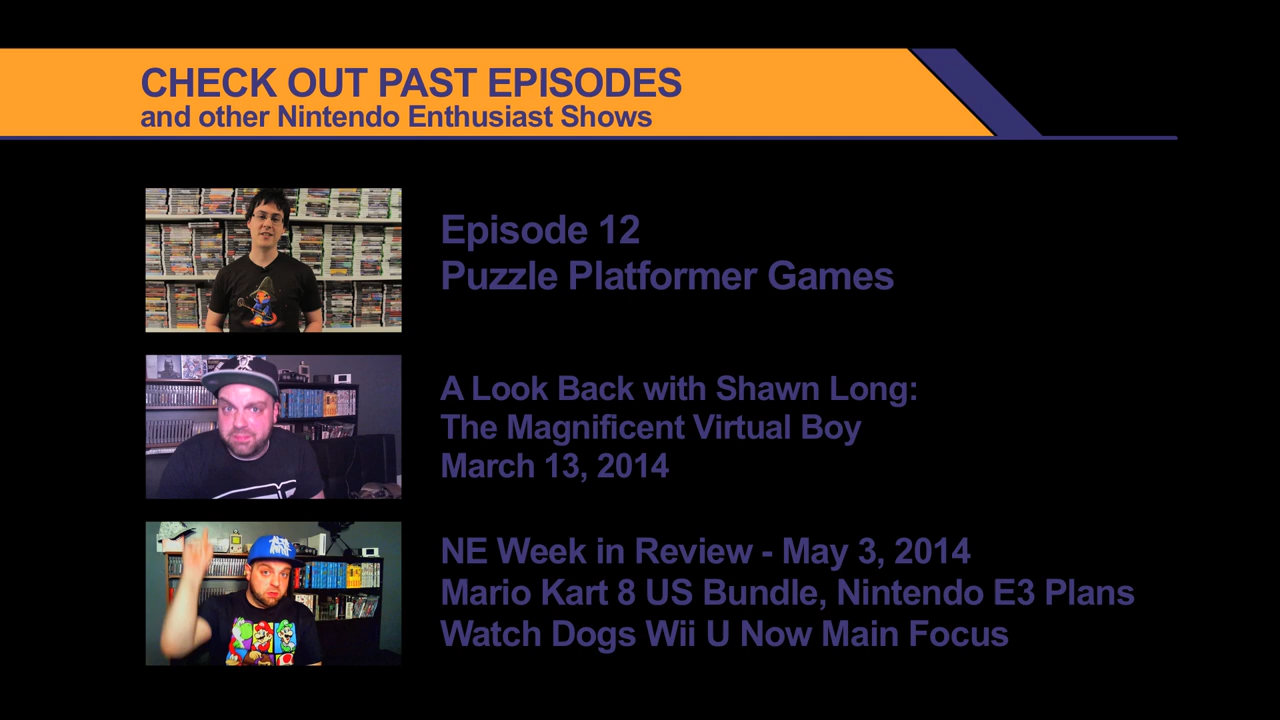 CHECK OUT PAST EPISODES
and other Nintendo Enthusiast Shows
Episode 12
Puzzle Platformer Games
A Look Back with Shawn Long:
The Magnificent Virtual Boy
March 13, 2014
NE Week in Review - May 3, 2014
Mario Kart 8 US Bundle, Nintendo E3 Plans
Watch Dogs Wii U Now Main Focus